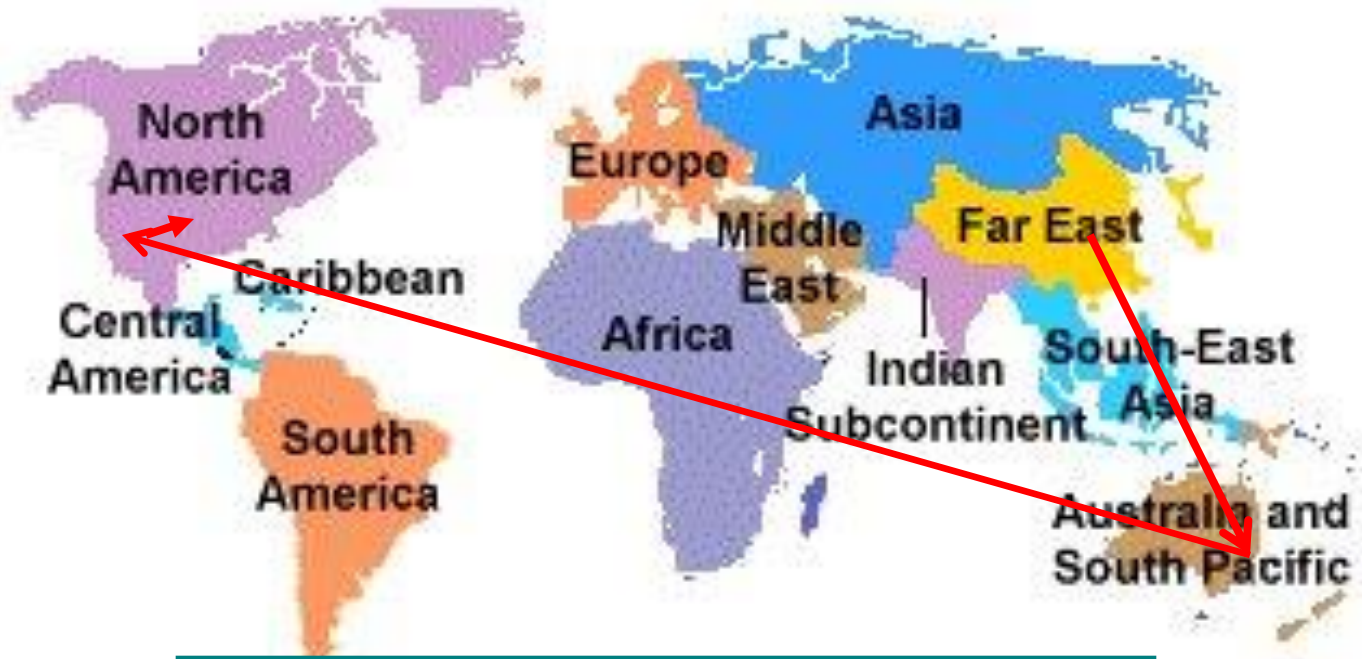 North
America
Caribbean
Central
America
South
America
Europe
Africa
Middle
East
Asia
Far East
Indian
Subcontinent
South-East
Asia
Australia and
South Pacific